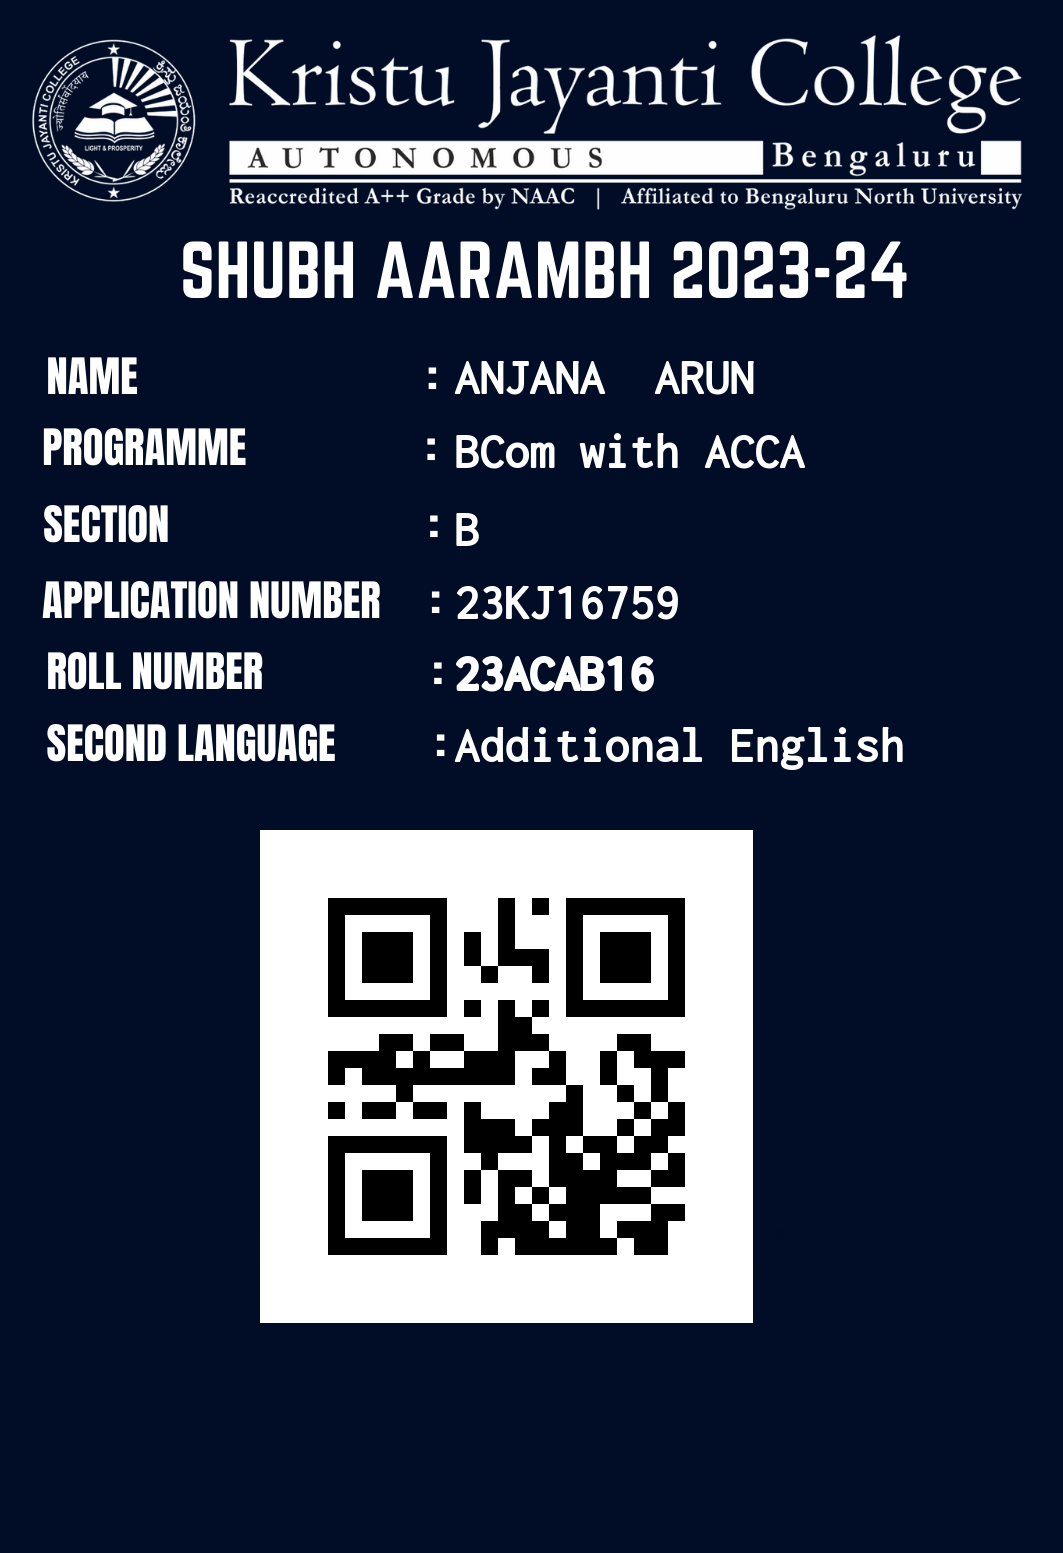 Kristu Jayanti College
AUTONOMOUS Bengaluru
Reaccredited A++ Grade by NAAC | Affiliated to Bengaluru North University
KRISTU JAYANTI COLLEGE
LIGHT & PROSPERITY
SHUBH AARAMBH 2023-24
NAME : ANJANA ARUN
PROGRAMME : BCom with ACCA
SECTION : B
APPLICATION NUMBER : 23KJ16759
ROLL NUMBER : 23ACAB16
SECOND LANGUAGE : Additional English